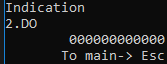 Indication
2.DO
000000000000
To main-> Esc